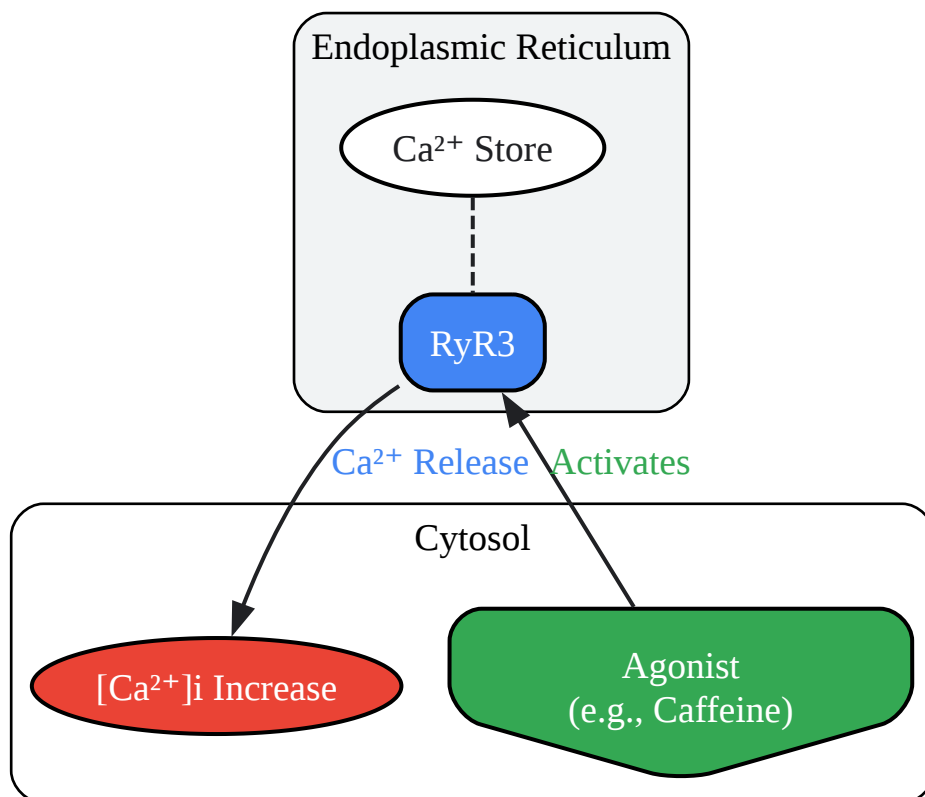 Endoplasmic Reticulum
Ca²⁺ Store
RyR3
Ca²⁺ Release
Activates
Cytosol
[Ca²⁺]i Increase
Agonist
(e.g., Caffeine)